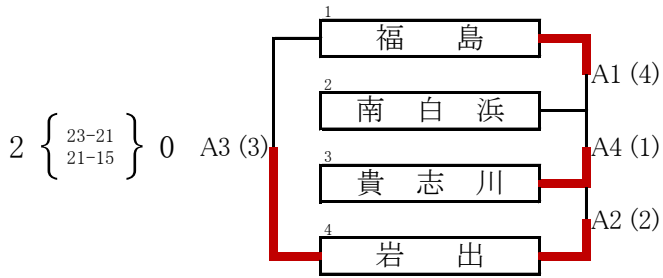 1
福 島
A1 (4)
2
南 白 浜
2 { 23-21 } 0
21-15
A3 (3)
A4 (1)
3
貴 志 川
A2 (2)
4
岩 出